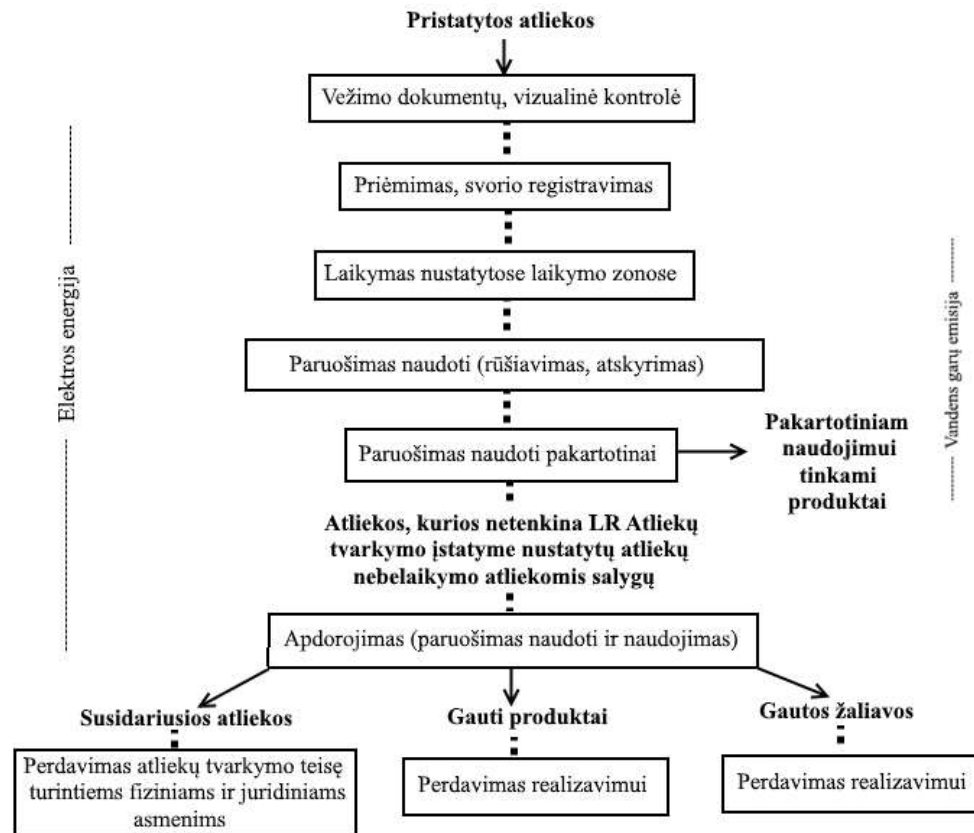 Pristatytos atliekos
Vežimo dokumentų, vizualinė kontrolė
Priėmimas, svorio registravimas
Laikymas nustatytose laikymo zonose
Paruošimas naudoti (rūšiavimas, atskyrimas)
Paruošimas naudoti pakartotinai
Pakartotiniam
naudojimui
tinkami
produktai
Elektros energija
Vandens garų emisija
Atliekos, kurios netenkina LR Atliekų
tvarkymo įstatyme nustatytų atliekų
nebelaikymo atliekomis salygų
Apdorojimas (paruošimas naudoti ir naudojimas)
Susidariusios atliekos
Gauti produktai
Gautos žaliavos
Perdavimas atliekų tvarkymo teisę
turintiems fiziniams ir juridiniams
asmenims
Perdavimas realizavimui
Perdavimas realizavimui